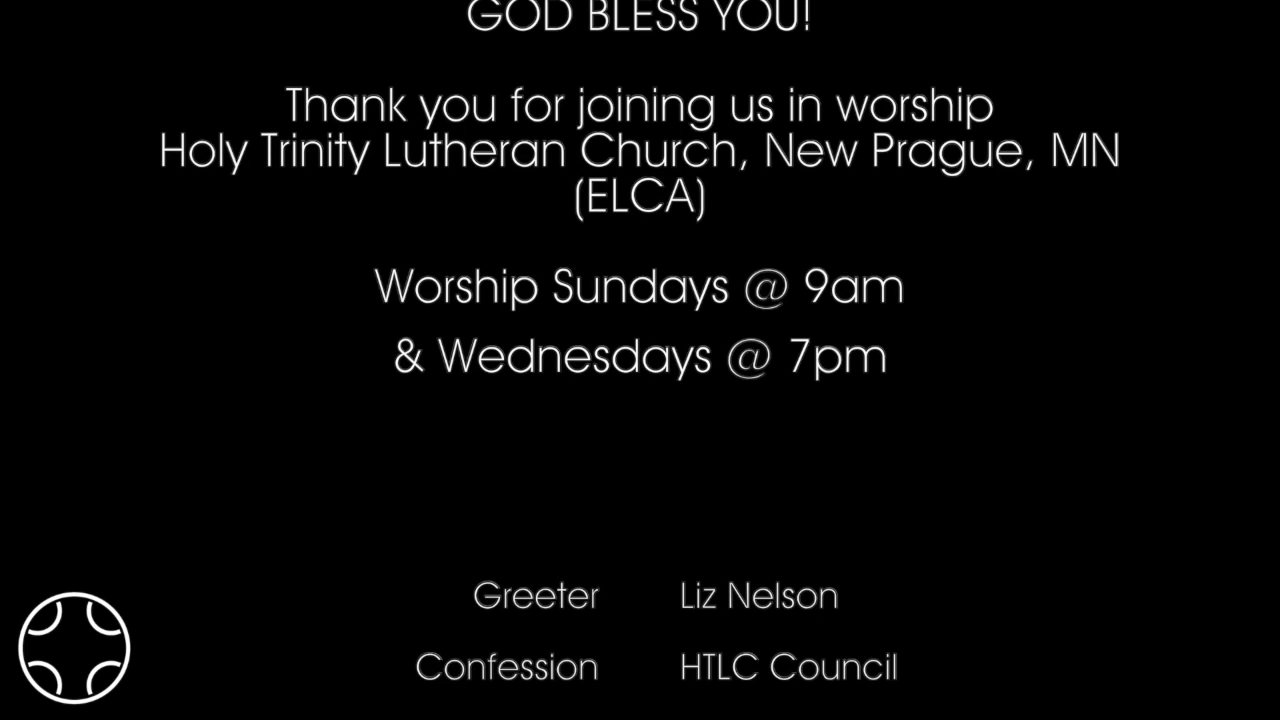 GOD BLESS YOU!
Thank you for joining us in worship
Holy Trinity Lutheran Church, New Prague, MN
(ELCA)
Worship Sundays @ 9am
& Wednesdays @ 7pm
Greeter Liz Nelson
Confession HTLC Council